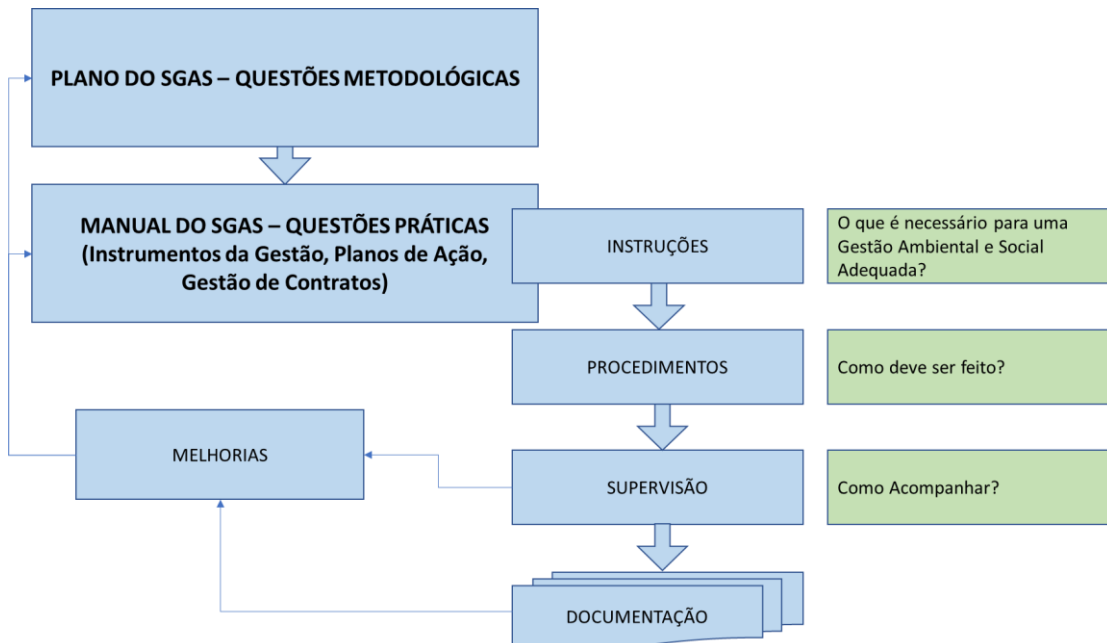 PLANO DO SGAS – QUESTÕES METODOLÓGICAS
MANUAL DO SGAS – QUESTÕES PRÁTICAS
(Instrumentos da Gestão, Planos de Ação,
Gestão de Contratos)
INSTRUÇÕES
O que é necessário para uma
Gestão Ambiental e Social
Adequada?
PROCEDIMENTOS
Como deve ser feito?
MELHORIAS
SUPERVISÃO
Como Acompanhar?
DOCUMENTAÇÃO